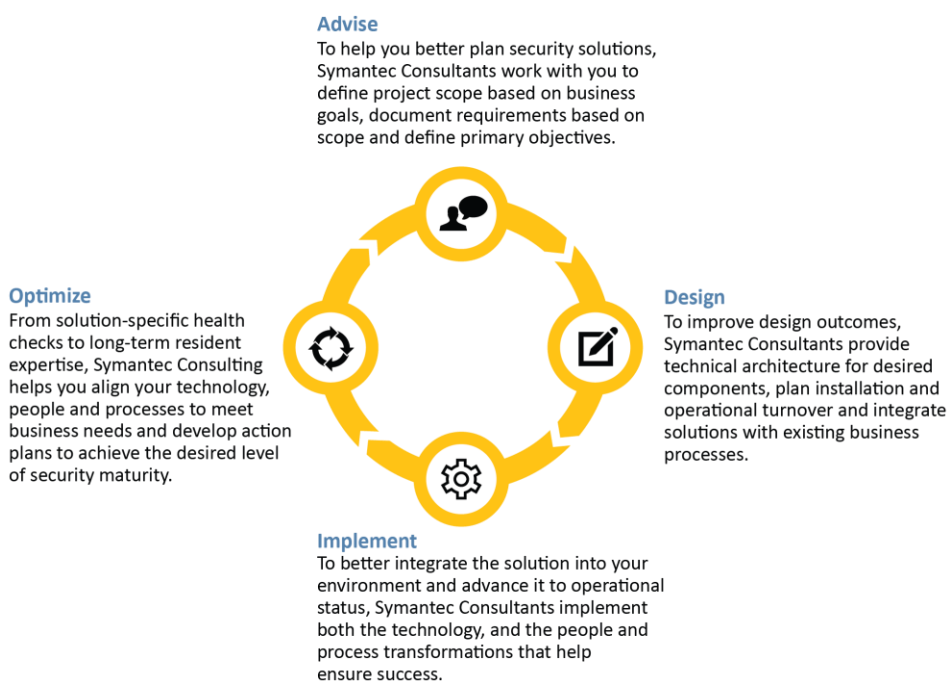 Advise
To help you better plan security solutions,
Symantec Consultants work with you to
define project scope based on business
goals, document requirements based on
scope and define primary objectives.
Design
To improve design outcomes,
Symantec Consultants provide
technical architecture for desired
components, plan installation and
operational turnover and integrate
solutions with existing business
processes.
Implement
To better integrate the solution into your
environment and advance it to operational
status, Symantec Consultants implement
both the technology, and the people and
process transformations that help
ensure success.
Optimize
From solution-specific health
checks to long-term resident
expertise, Symantec Consulting
helps you align your technology,
people and processes to meet
business needs and develop action
plans to achieve the desired level
of security maturity.